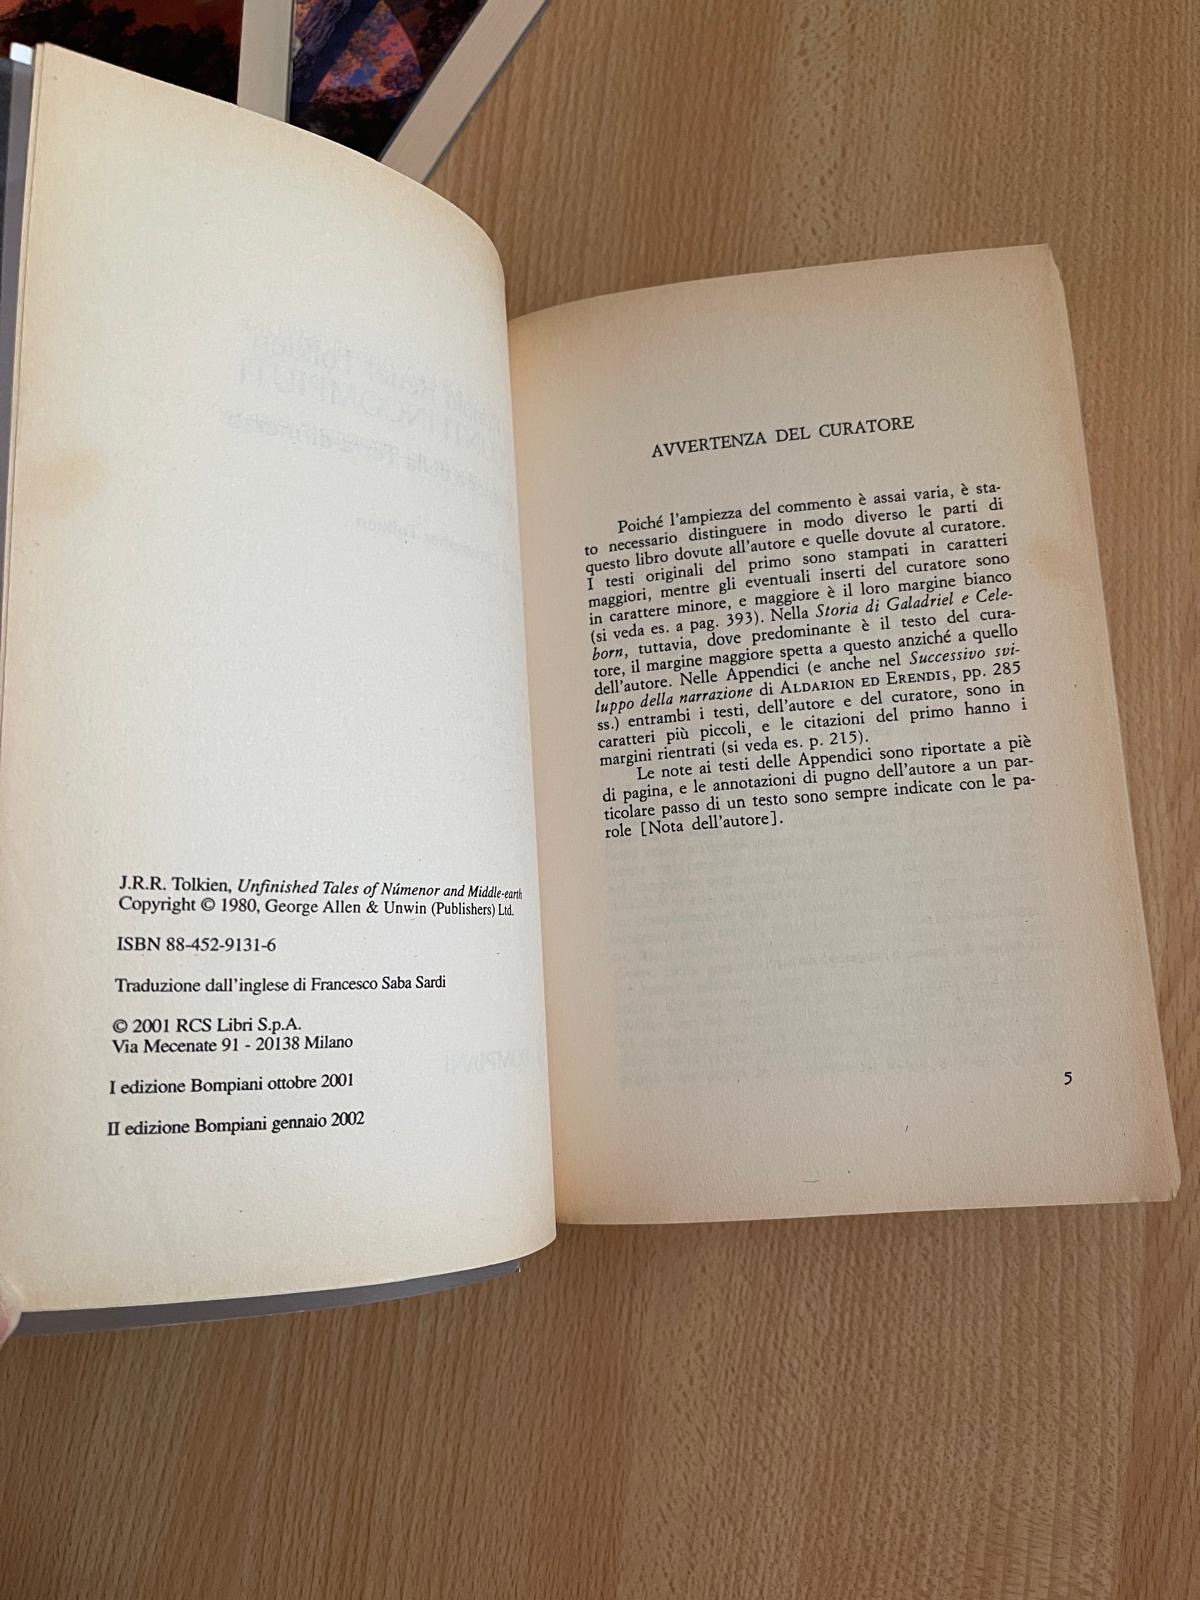 J.R.R. Tolkien, Unfinished Tales of Númenor and Middle-earth
Copyright © 1980, George Allen & Unwin (Publishers) Ltd.
ISBN 88-452-9131-6
Traduzione dall'inglese di Francesco Saba Sardi
© 2001 RCS Libri S.p.A.
Via Mecenate 91 - 20138 Milano
I edizione Bompiani ottobre 2001
II edizione Bompiani gennaio 2002
AVVERTENZA DEL CURATORE
Poiché l'ampiezza del commento è assai varia, è sta-
to necessario distinguere in modo diverso le parti di
questo libro dovute all'autore e quelle dovute al curatore.
I testi originali del primo sono stampati in caratteri
maggiori, mentre gli eventuali inserti del curatore sono
in carattere minore, e maggiore è il loro margine bianco
(si veda es. a pag. 393). Nella Storia di Galadriel e Cele-
born, tuttavia, dove predominante è il testo del cura-
tore, il margine maggiore spetta a questo anziché a quello
dell'autore. Nelle Appendici (e anche nel Successivo svi-
luppo della narrazione di ALDARION ED ERENDIS, pp. 285
ss.) entrambi i testi, dell'autore e del curatore, sono in
caratteri più piccoli, e le citazioni del primo hanno i
margini rientrati (si veda es. p. 215).
Le note ai testi delle Appendici sono riportate a piè
di pagina, e le annotazioni di pugno dell'autore a un par-
ticolare passo di un testo sono sempre indicate con le pa-
role [Nota dell'autore].
5